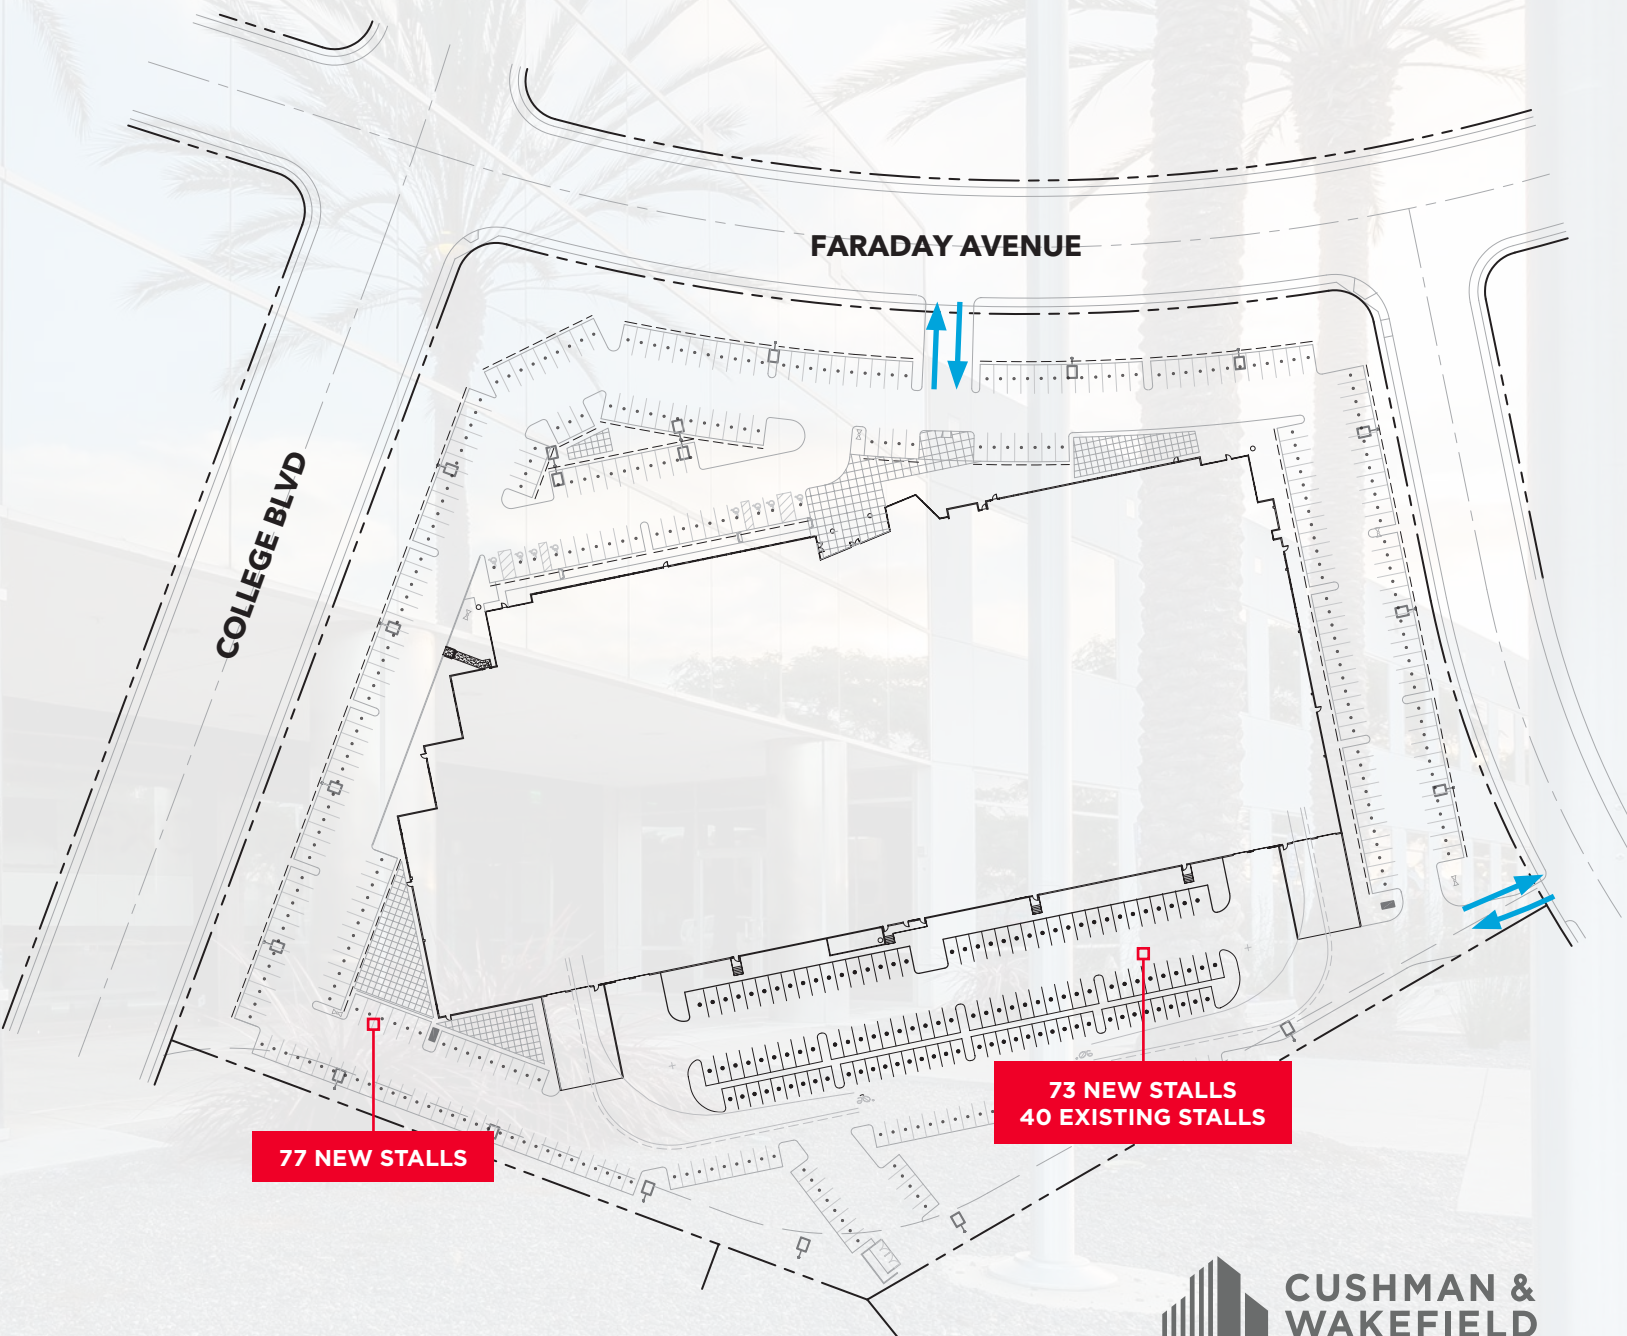 FARADAY AVENUE
COLLEGE BLVD
73 NEW STALLS
40 EXISTING STALLS
77 NEW STALLS
CUSHMAN &
WAKEFIELD